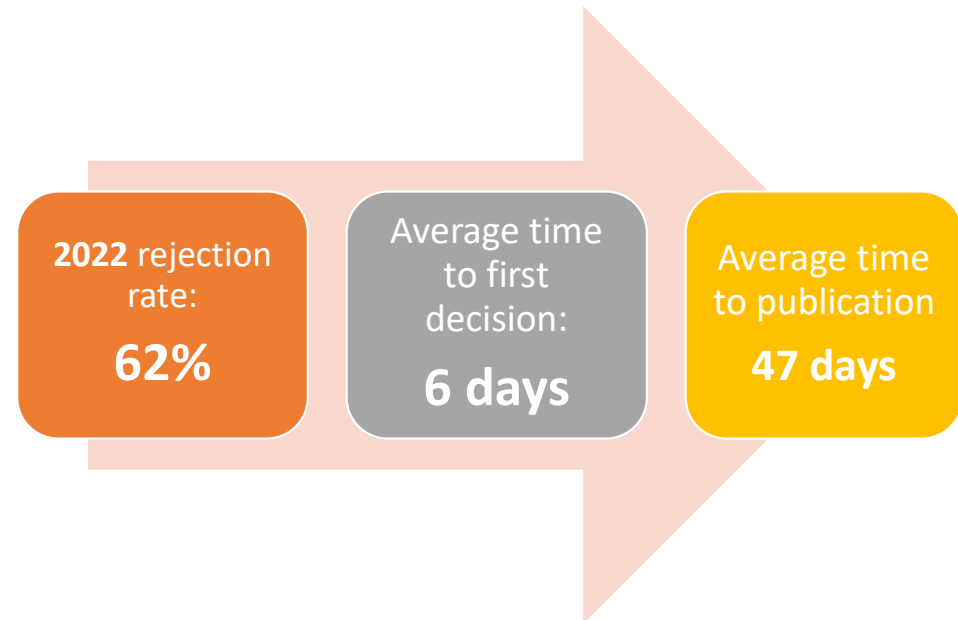 2022 rejection
rate:
62%
Average time
to first
decision:
6 days
Average time
to publication
47 days